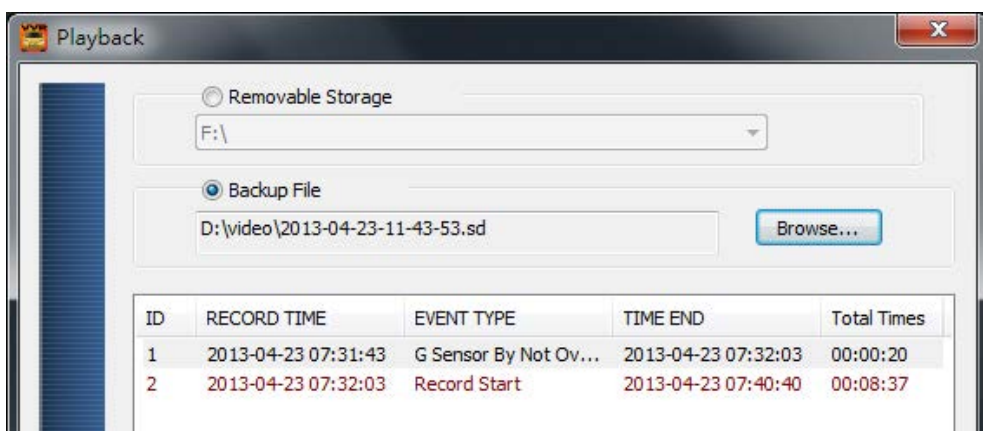 Playback
Removable Storage
F:\
Backup File
D:\video\2013-04-23-11-43-53.sd
Browse...
ID RECORD TIME EVENT TYPE TIME END Total Times
1 2013-04-23 07:31:43 G Sensor By Not Ov... 2013-04-23 07:32:03 00:00:20
2 2013-04-23 07:32:03 Record Start 2013-04-23 07:40:40 00:08:37